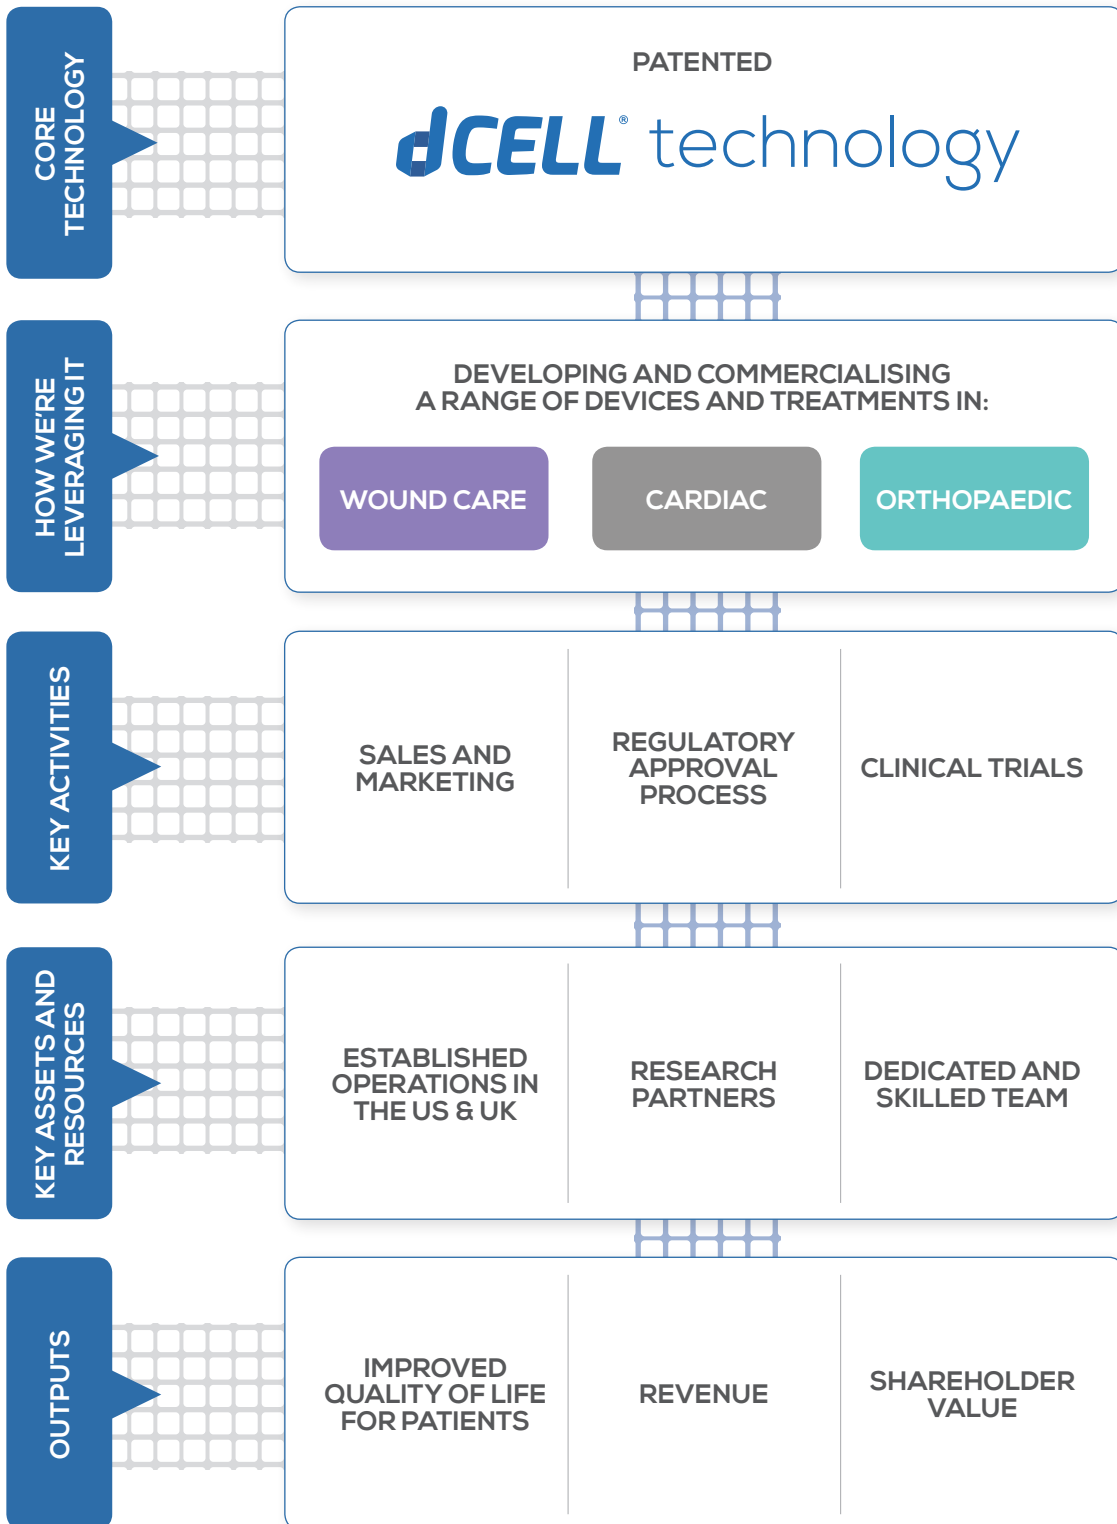 CORE
TECHNOLOGY
PATENTED
dCELL® technology
HOW WE'RE
LEVERAGING IT
DEVELOPING AND COMMERCIALISING
A RANGE OF DEVICES AND TREATMENTS IN:
WOUND CARE
CARDIAC
ORTHOPAEDIC
KEY ACTIVITIES
SALES AND
MARKETING
REGULATORY
APPROVAL
PROCESS
CLINICAL TRIALS
KEY ASSETS AND
RESOURCES
ESTABLISHED
OPERATIONS IN
THE US & UK
RESEARCH
PARTNERS
DEDICATED AND
SKILLED TEAM
OUTPUTS
IMPROVED
QUALITY OF LIFE
FOR PATIENTS
REVENUE
SHAREHOLDER
VALUE